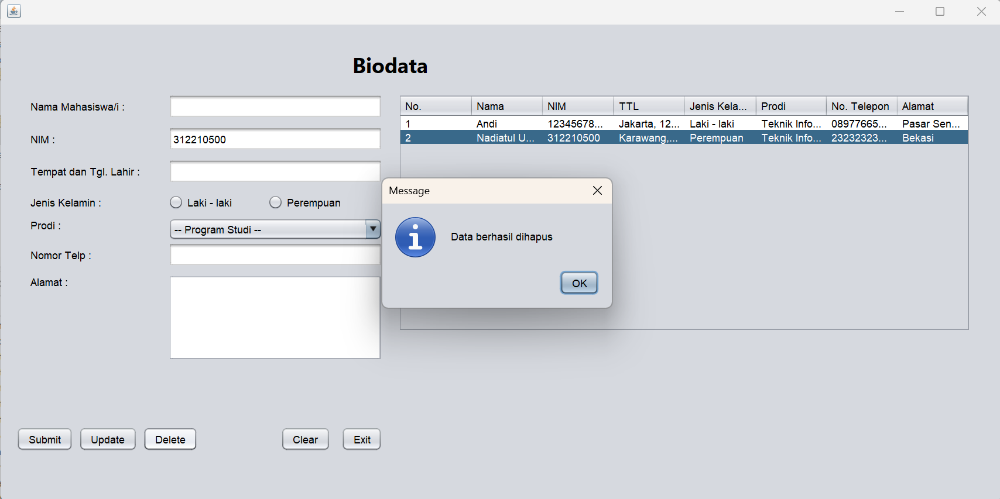 Biodata
Nama Mahasiswa/i :
NIM : 312210500
Tempat dan Tgl. Lahir :
Jenis Kelamin : Laki - laki Perempuan
Prodi : -- Program Studi --
Nomor Telp :
Alamat :
No. Nama NIM TTL Jenis Kela... Prodi No. Telepon Alamat
1 Andi 12345678... Jakarta, 12... Laki - laki Teknik Info... 08977665... Pasar Sen...
2 Nadiatul U... 312210500 Karawang,... Perempuan Teknik Info... 23232323... Bekasi
Message
Data berhasil dihapus
OK
Submit Update Delete Clear Exit